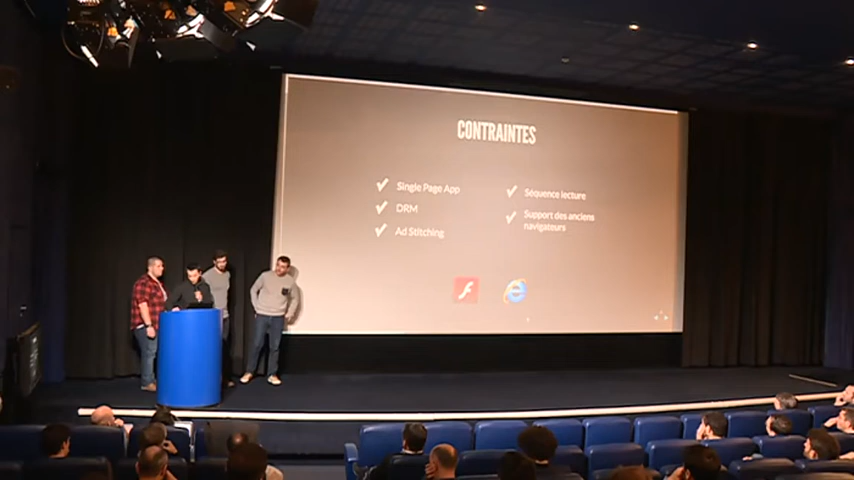 CONTRAINTES
Single Page App
DRM
Ad Stitching
Séquence lecture
Support des anciens
navigateurs